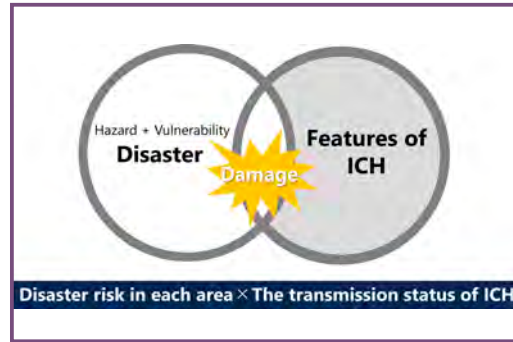 Hazard + Vulnerability
Disaster
Damage
Features of
ICH
Disaster risk in each area × The transmission status of ICH